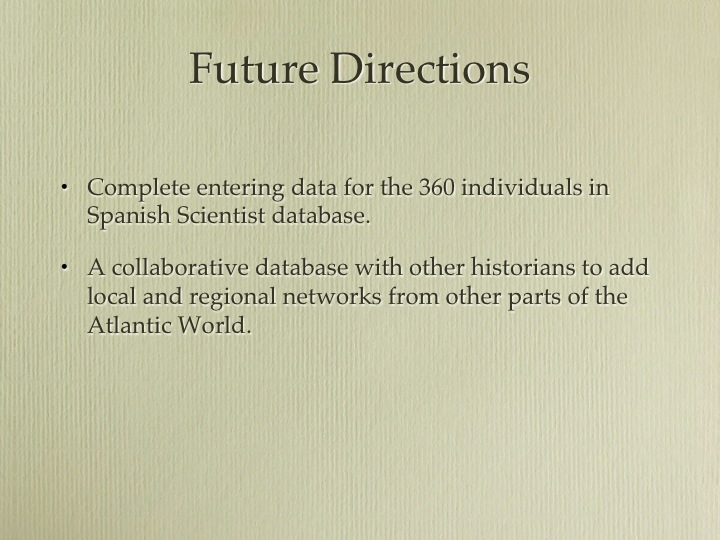 Future Directions
• Complete entering data for the 360 individuals in
Spanish Scientist database.
• A collaborative database with other historians to add
local and regional networks from other parts of the
Atlantic World.